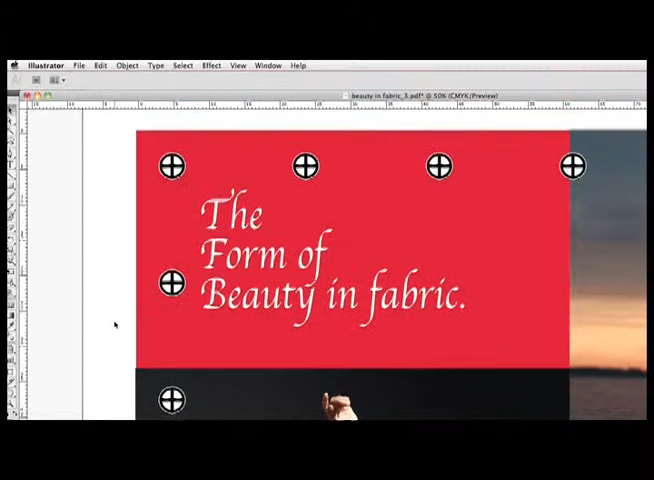 Illustrator File Edit Object Type Select Effect View Window Help
beauty in fabric_3.pdf* @ 50% (CMYK/Preview)
The
Form of
Beauty in fabric.